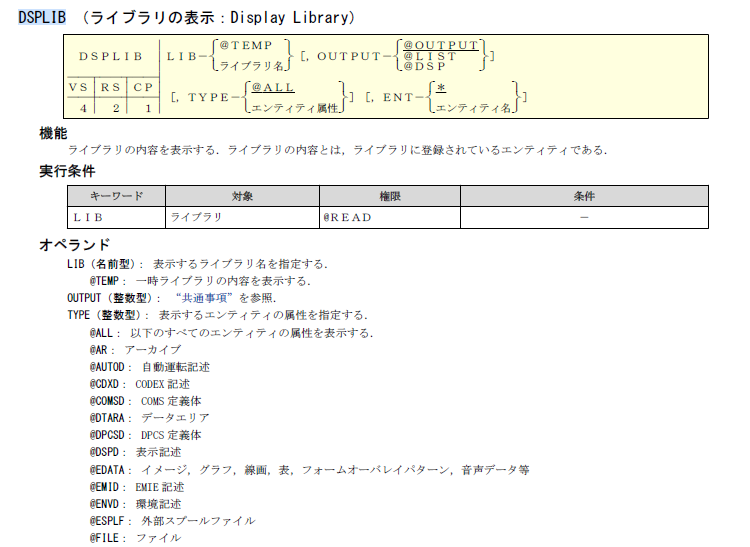 DSPLIB （ライブラリの表示：Display Library）
ＤＳＰＬＩＢ
ＶＳ ＲＳ ＣＰ
４ ２ １
ＬＩＢ－｛＠ＴＥＭＰ
ライブラリ名｝
［，ＯＵＴＰＵＴ－｛＠ＯＵＴＰＵＴ
＠ＬＩＳＴ
＠ＤＳＰ｝］
［，ＴＹＰＥ－｛＠ＡＬＬ
エンティティ属性｝］
［，ＥＮＴ－｛＊
エンティティ名｝］
機能
ライブラリの内容を表示する．ライブラリの内容とは，ライブラリに登録されているエンティティである．
実行条件
キーワード 対象 権限 条件
ＬＩＢ ライブラリ @ＲＥＡＤ －
オペランド
LIB（名前型）： 表示するライブラリ名を指定する．
@TEMP： 一時ライブラリの内容を表示する．
OUTPUT（整数型）： “共通事項”を参照．
TYPE（整数型）： 表示するエンティティの属性を指定する．
@ALL： 以下のすべてのエンティティの属性を表示する．
@AR： アーカイブ
@AUTOD： 自動運転記述
@CDXD： CODEX 記述
@COMSD： COMS 定義体
@DTARA： データエリア
@DPCSD： DPCS 定義体
@DSPD： 表示記述
@EDATA： イメージ，グラフ，線画，表，フォームオーバレイパターン，音声データ等
@EMID： EMIE 記述
@ENVD： 環境記述
@ESPLF： 外部スプールファイル
@FILE： ファイル